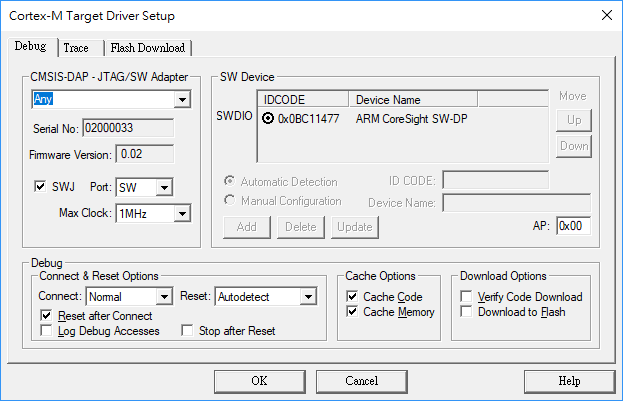 Cortex-M Target Driver Setup
Debug Trace Flash Download
CMSIS-DAP - JTAG/SW Adapter
Any
Serial No: 02000033
Firmware Version: 0.02
SWJ Port: SW
Max Clock: 1MHz
SW Device
IDCODE Device Name Move
SWDIO 0x0BC11477 ARM CoreSight SW-DP Up
Down
Automatic Detection ID CODE:
Manual Configuration Device Name:
Add Delete Update AP: 0x00
Debug
Connect & Reset Options
Connect: Normal Reset: Autodetect
Reset after Connect
Log Debug Accesses Stop after Reset
Cache Options
Cache Code
Cache Memory
Download Options
Verify Code Download
Download to Flash
OK Cancel Help